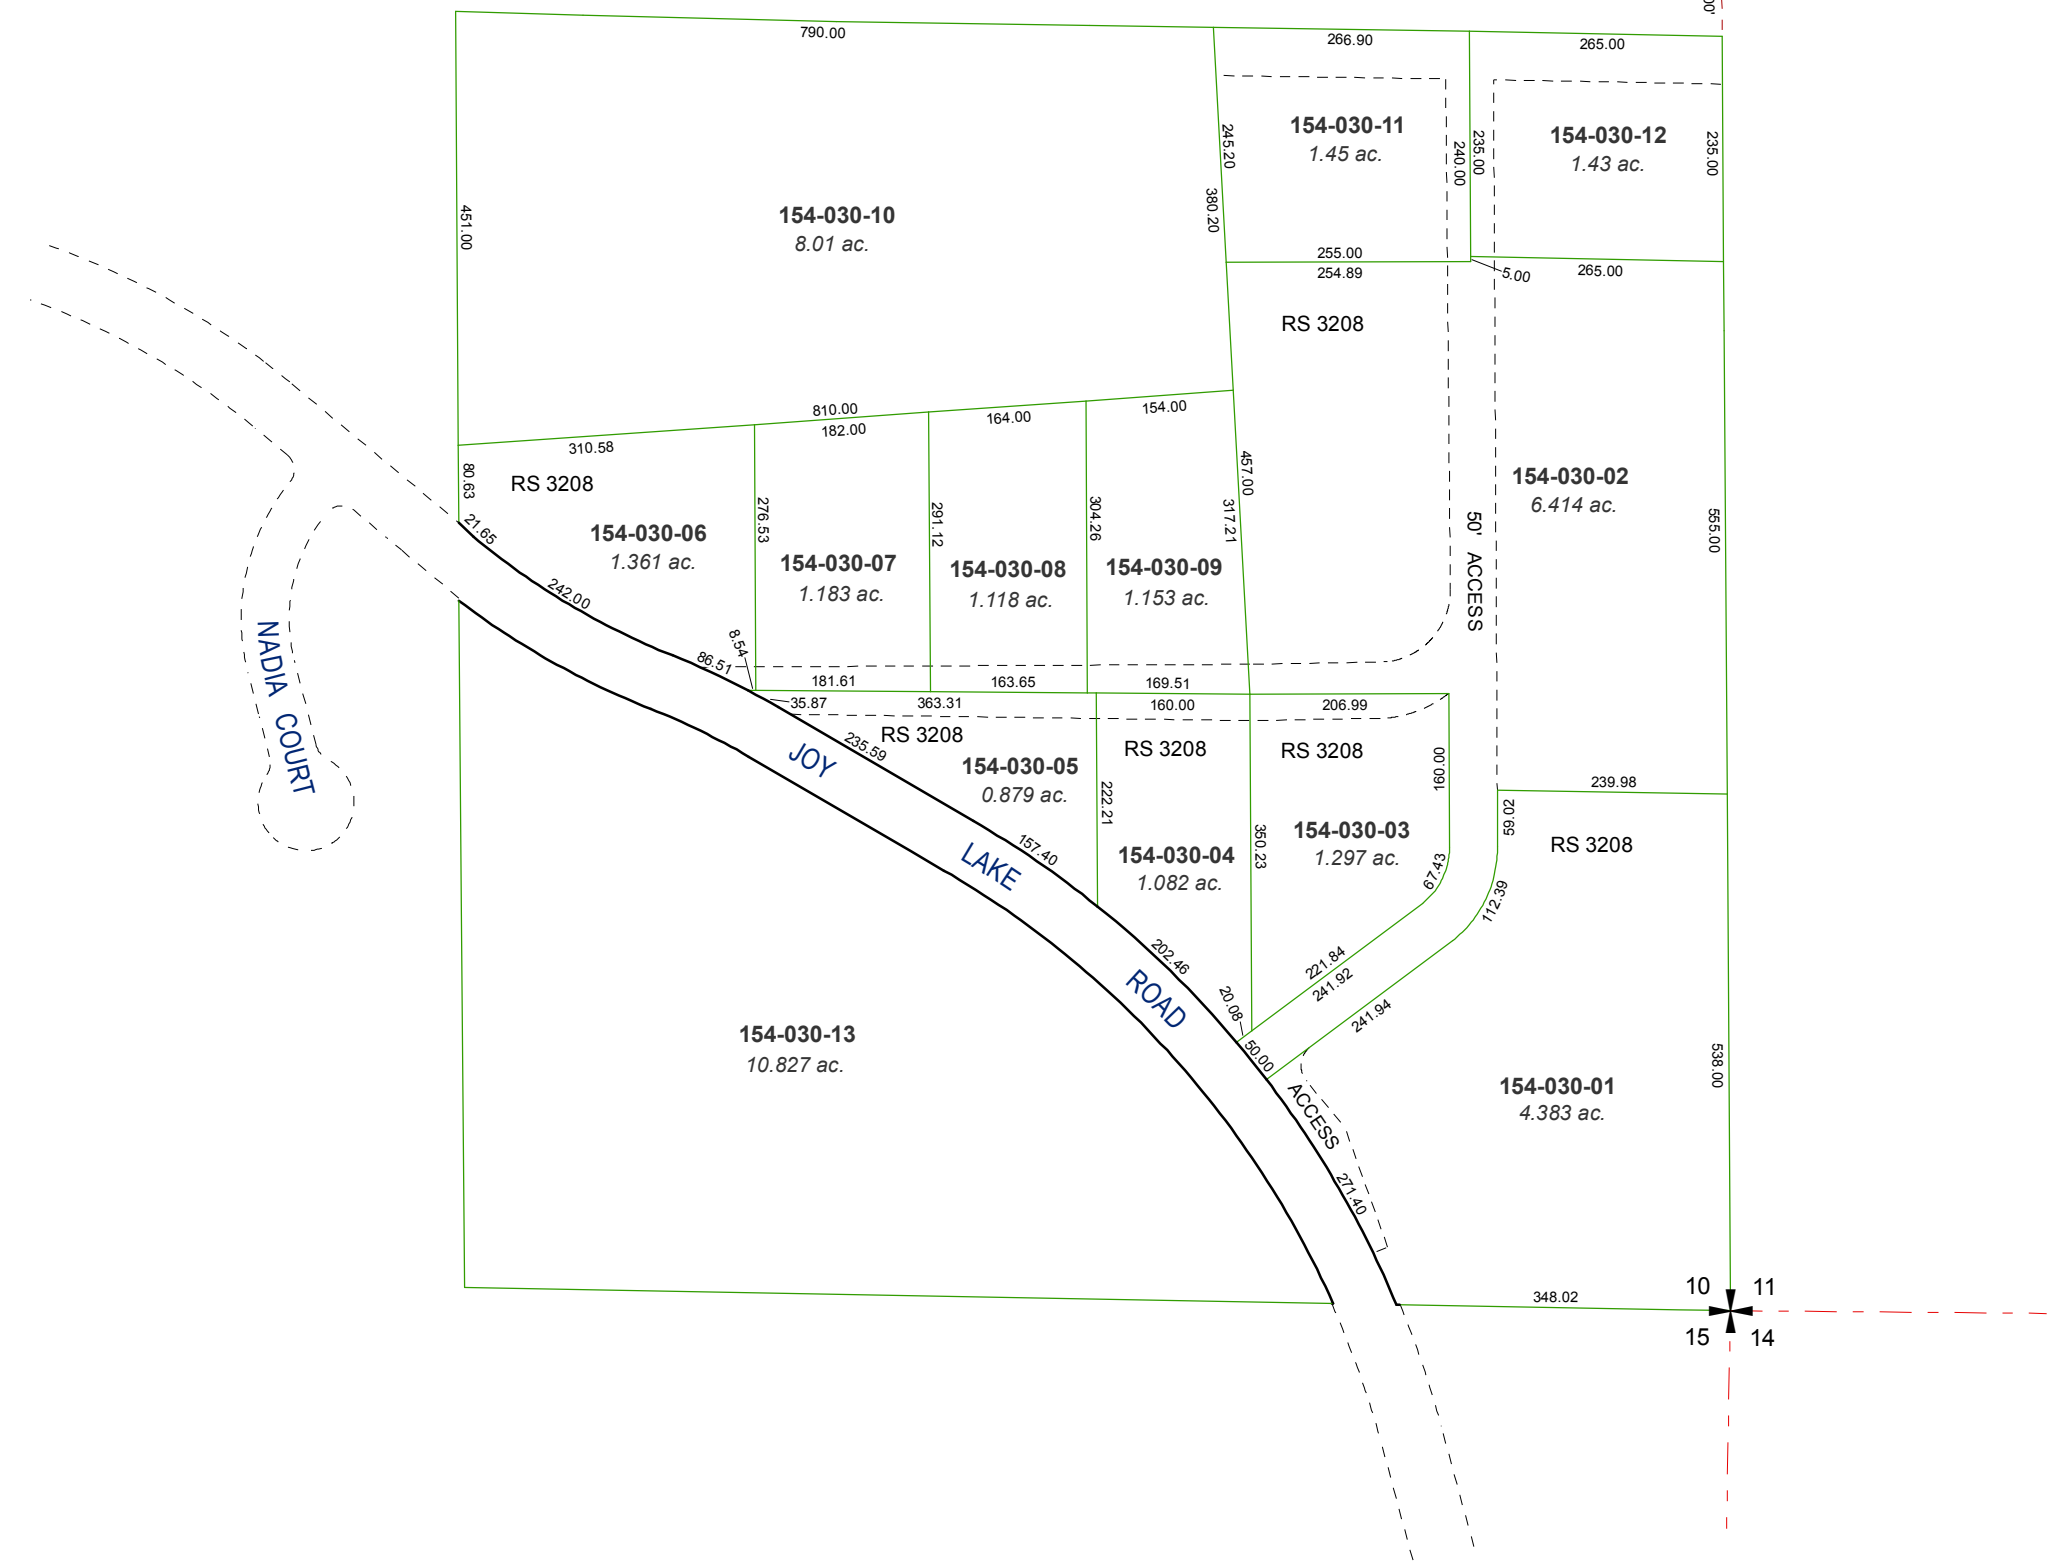 00'
790.00
266.90
265.00
154-030-11
1.45 ac.
154-030-12
1.43 ac.
245.20
240.00
235.00
235.00
380.20
154-030-10
8.01 ac.
451.00
255.00
254.89
5.00
265.00
RS 3208
810.00
182.00
164.00
154.00
310.58
80.63
RS 3208
457.00
154-030-02
6.414 ac.
21.65
276.53
291.12
304.26
317.21
555.00
154-030-06
1.361 ac.
154-030-07
1.183 ac.
154-030-08
1.118 ac.
154-030-09
1.153 ac.
50' ACCESS
242.00
8.54
86.51
NADIA COURT
181.61
163.65
169.51
35.87
363.31
160.00
206.99
RS 3208
RS 3208
RS 3208
235.59
JOY
LAKE
ROAD
154-030-05
0.879 ac.
160.00
239.98
222.21
59.02
157.40
154-030-04
1.082 ac.
350.23
154-030-03
1.297 ac.
RS 3208
67.43
112.39
202.46
221.84
241.92
20.08
241.94
50.00
154-030-13
10.827 ac.
538.00
154-030-01
4.383 ac.
ACCESS
271.40
348.02
10 11
15 14